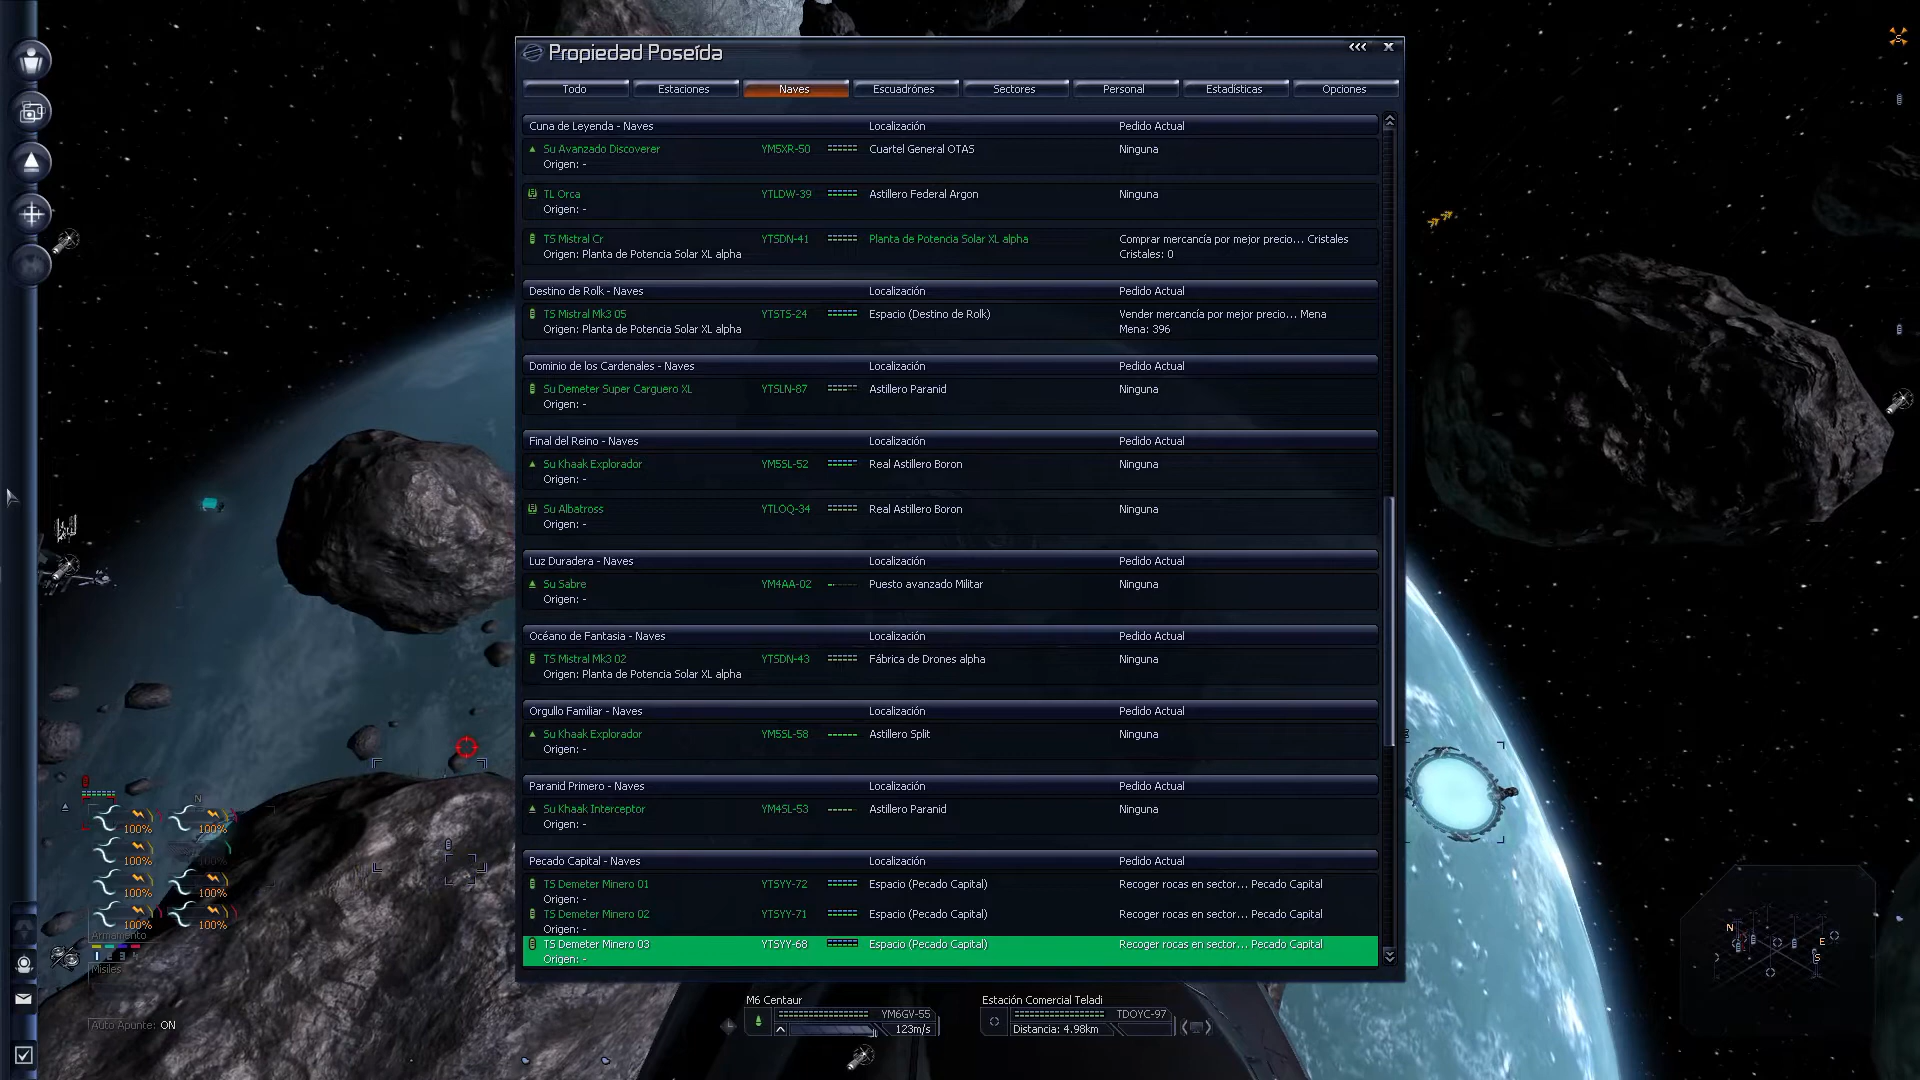 Propiedad Poseída
Todo
Estaciones
Naves
Escuadrónes
Sectores
Personal
Estadísticas
Opciones
Cuna de Leyenda - Naves Localización Pedido Actual
Su Avanzado Discoverer YM5XR-50 Cuartel General OTAS Ninguna
Origen: -
TL Orca YTLDW-39 Astillero Federal Argon Ninguna
Origen: -
TS Mistral Cr YTSDN-41 Planta de Potencia Solar XL alpha Comprar mercancía por mejor precio... Cristales
Origen: Planta de Potencia Solar XL alpha Cristales: 0
Destino de Rolk - Naves Localización Pedido Actual
TS Mistral Mk3 05 YTSTS-24 Espacio (Destino de Rolk) Vender mercancía por mejor precio... Mena
Origen: Planta de Potencia Solar XL alpha Mena: 396
Dominio de los Cardenales - Naves Localización Pedido Actual
Su Demeter Super Carguero XL YTSLN-87 Astillero Paranid Ninguna
Origen: -
Final del Reino - Naves Localización Pedido Actual
Su Khaak Explorador YM5SL-52 Real Astillero Boron Ninguna
Origen: -
Su Albatross YTLOQ-34 Real Astillero Boron Ninguna
Origen: -
Luz Duradera - Naves Localización Pedido Actual
Su Sabre YM4AA-02 Puesto avanzado Militar Ninguna
Origen: -
Océano de Fantasia - Naves Localización Pedido Actual
TS Mistral Mk3 02 YTSDN-43 Fábrica de Drones alpha Ninguna
Origen: Planta de Potencia Solar XL alpha
Orgullo Familiar - Naves Localización Pedido Actual
Su Khaak Explorador YM5SL-58 Astillero Split Ninguna
Origen: -
Paranid Primero - Naves Localización Pedido Actual
Su Khaak Interceptor YM4SL-53 Astillero Paranid Ninguna
Origen: -
Pecado Capital - Naves Localización Pedido Actual
TS Demeter Minero 01 YTSYY-72 Espacio (Pecado Capital) Recoger rocas en sector... Pecado Capital
Origen: -
TS Demeter Minero 02 YTSYY-71 Espacio (Pecado Capital) Recoger rocas en sector... Pecado Capital
Origen: -
TS Demeter Minero 03 YTSYY-68 Espacio (Pecado Capital) Recoger rocas en sector... Pecado Capital
Origen: -
N
100% 100%
100%
100% 100%
100% 100%
Armamento
1 2 3 4
Misiles
Auto Apunte: ON
M6 Centaur
YM6GV-55
123m/s
Estación Comercial Teladi
TDOYC-97
Distancia: 4.98km
N
E
S
S